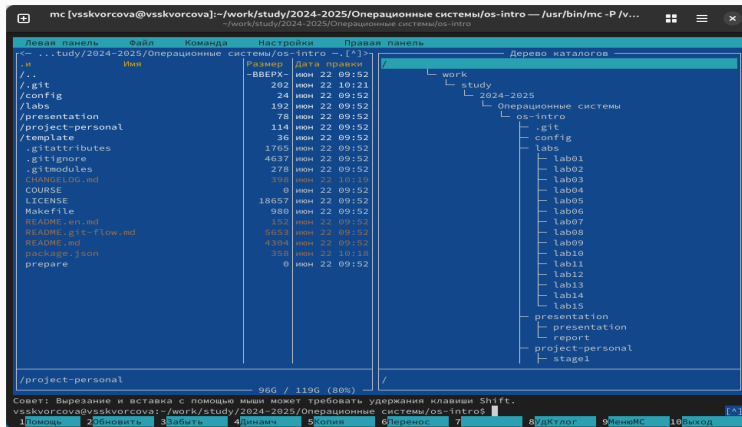 mc [vsskvorcova@vsskvorcova]:~/work/study/2024-2025/Операционные системы/os-intro — /usr/bin/mc -P /v...
~/work/study/2024-2025/Операционные системы/os-intro
Левая панель Файл Команда Настройки Правая панель
<— ...tudy/2024-2025/Операционные системы/os-intro —.[^]>
.и Имя Размер Дата правки
/.. -ВВЕРХ- июн 22 09:52
/.git 202 июн 22 10:21
/config 24 июн 22 09:52
/labs 192 июн 22 09:52
/presentation 78 июн 22 09:52
/project-personal 114 июн 22 09:52
/template 36 июн 22 09:52
.gitattributes 1765 июн 22 09:52
.gitignore 4637 июн 22 09:52
.gitmodules 278 июн 22 09:52
CHANGELOG.md 398 июн 22 10:19
COURSE 0 июн 22 09:52
LICENSE 18657 июн 22 09:52
Makefile 980 июн 22 09:52
README.en.md 152 июн 22 09:52
README.git-flow.md 5653 июн 22 09:52
README.md 4304 июн 22 09:52
package.json 358 июн 22 10:18
prepare 0 июн 22 09:52
/project-personal
96G / 119G (80%)
Дерево каталогов
/
work
study
2024-2025
Операционные системы
os-intro
.git
config
labs
lab01
lab02
lab03
lab04
lab05
lab06
lab07
lab08
lab09
lab10
lab11
lab12
lab13
lab14
lab15
presentation
presentation
report
project-personal
stage1
/
Совет: Вырезание и вставка с помощью мыши может требовать удержания клавиши Shift.
vsskvorcova@vsskvorcova:~/work/study/2024-2025/Операционные системы/os-intro$ [^]
1Помощь 2Обновить 3Забыть 4Динамч 5Копия 6Перенос 7 8УдКтлог 9МенюМС 10Выход